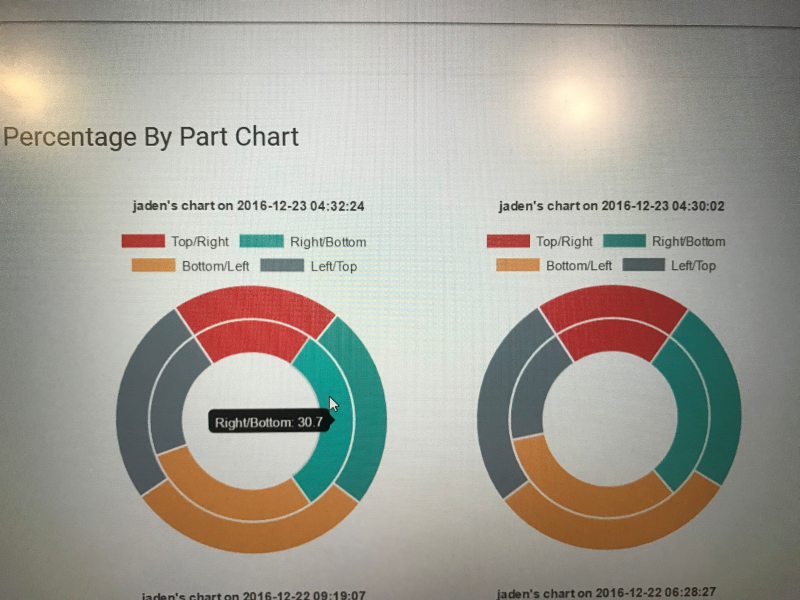 Percentage By Part Chart
jaden's chart on 2016-12-23 04:32:24
Top/Right Right/Bottom
Bottom/Left Left/Top
Right/Bottom: 30.7
jaden's chart on 2016-12-23 04:30:02
Top/Right Right/Bottom
Bottom/Left Left/Top
jaden's chart on 2016-12-22 09:19:07
jaden's chart on 2016-12-22 06:28:27